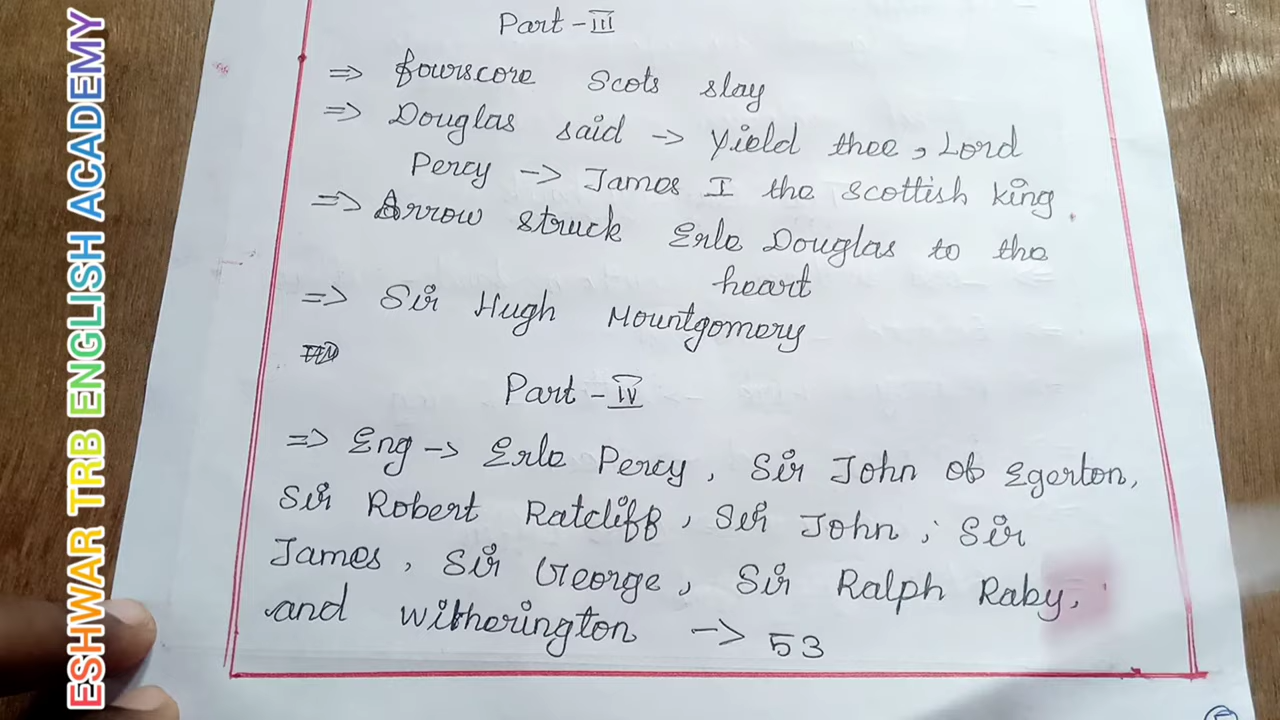 ESHWAR TRB ENGLISH ACADEMY
Part - III
=> fourscore Scots slay
=> Douglas said -> Yield thee, Lord
Percy -> James I the Scottish king.
=> Arrow struck Erle Douglas to the
heart
=> Sir Hugh Mountgomery
Part - IV
=> Eng -> Erle Percy, Sir John of Egerton,
Sir Robert Ratcliff, Sir John, Sir
James, Sir George, Sir Ralph Raby,
and Witherington -> 53